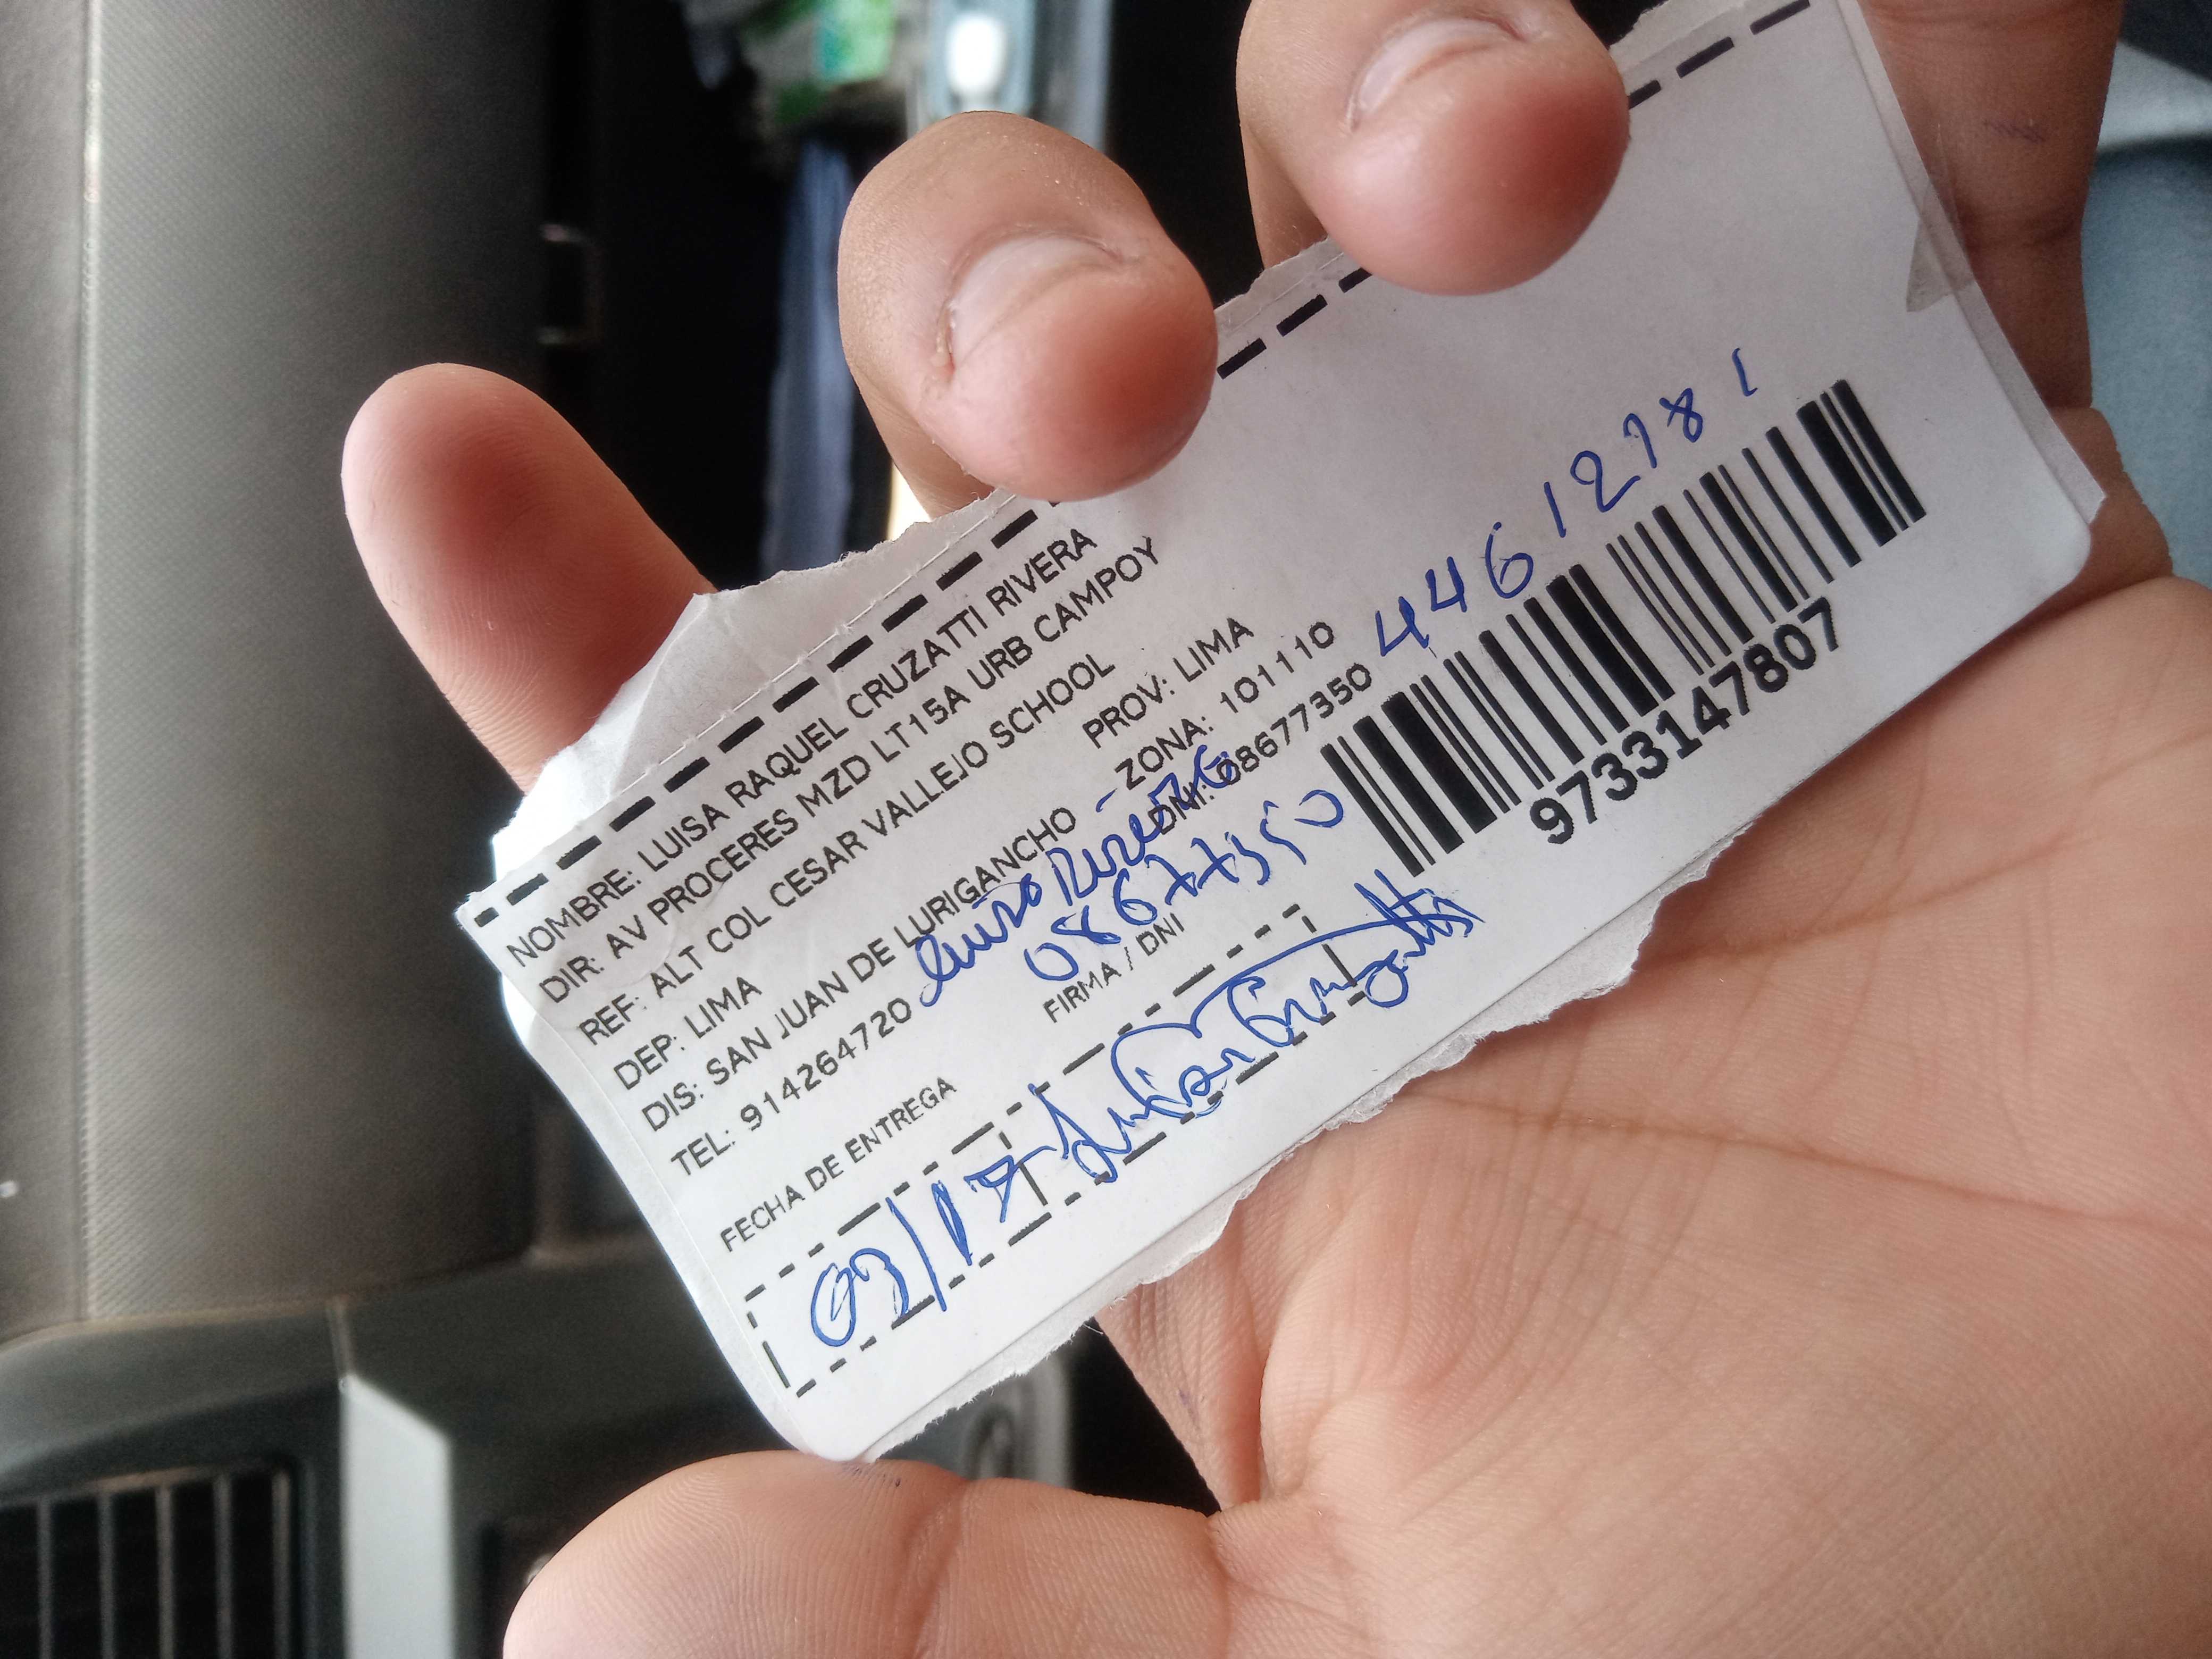 NOMBRE: LUISA RAQUEL CRUZATTI RIVERA
DIR: AV PROCERES MZD LT15A URB CAMPOY
REF: ALT COL CESAR VALLEJO SCHOOL
DEP: LIMA PROV: LIMA
DIS: SAN JUAN DE LURIGANCHO - ZONA: 101110
TEL: 914264720 DNI: 08677350
44612781
08677350
FECHA DE ENTREGA FIRMA / DNI
03/17
9733147807